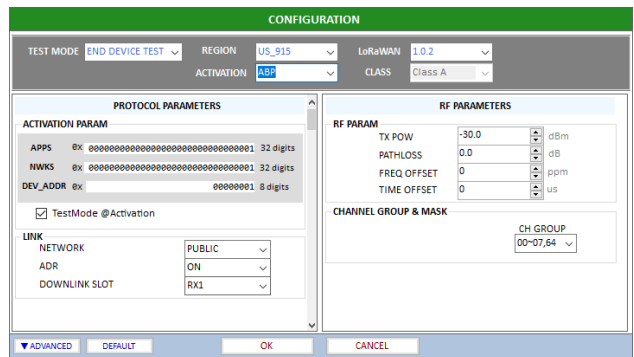 CONFIGURATION
TEST MODE END DEVICE TEST REGION US_915 LoRaWAN 1.0.2
ACTIVATION ABP CLASS Class A
PROTOCOL PARAMETERS
ACTIVATION PARAM
APPS 0x 00000000000000000000000000000001 32 digits
NWKS 0x 00000000000000000000000000000001 32 digits
DEV_ADDR 0x 00000001 8 digits
TestMode @Activation
LINK
NETWORK PUBLIC
ADR ON
DOWNLINK SLOT RX1
RF PARAMETERS
RF PARAM
TX POW -30.0 dBm
PATHLOSS 0.0 dB
FREQ OFFSET 0 ppm
TIME OFFSET 0 us
CHANNEL GROUP & MASK
CH GROUP
00~07,64
▼ ADVANCED DEFAULT OK CANCEL